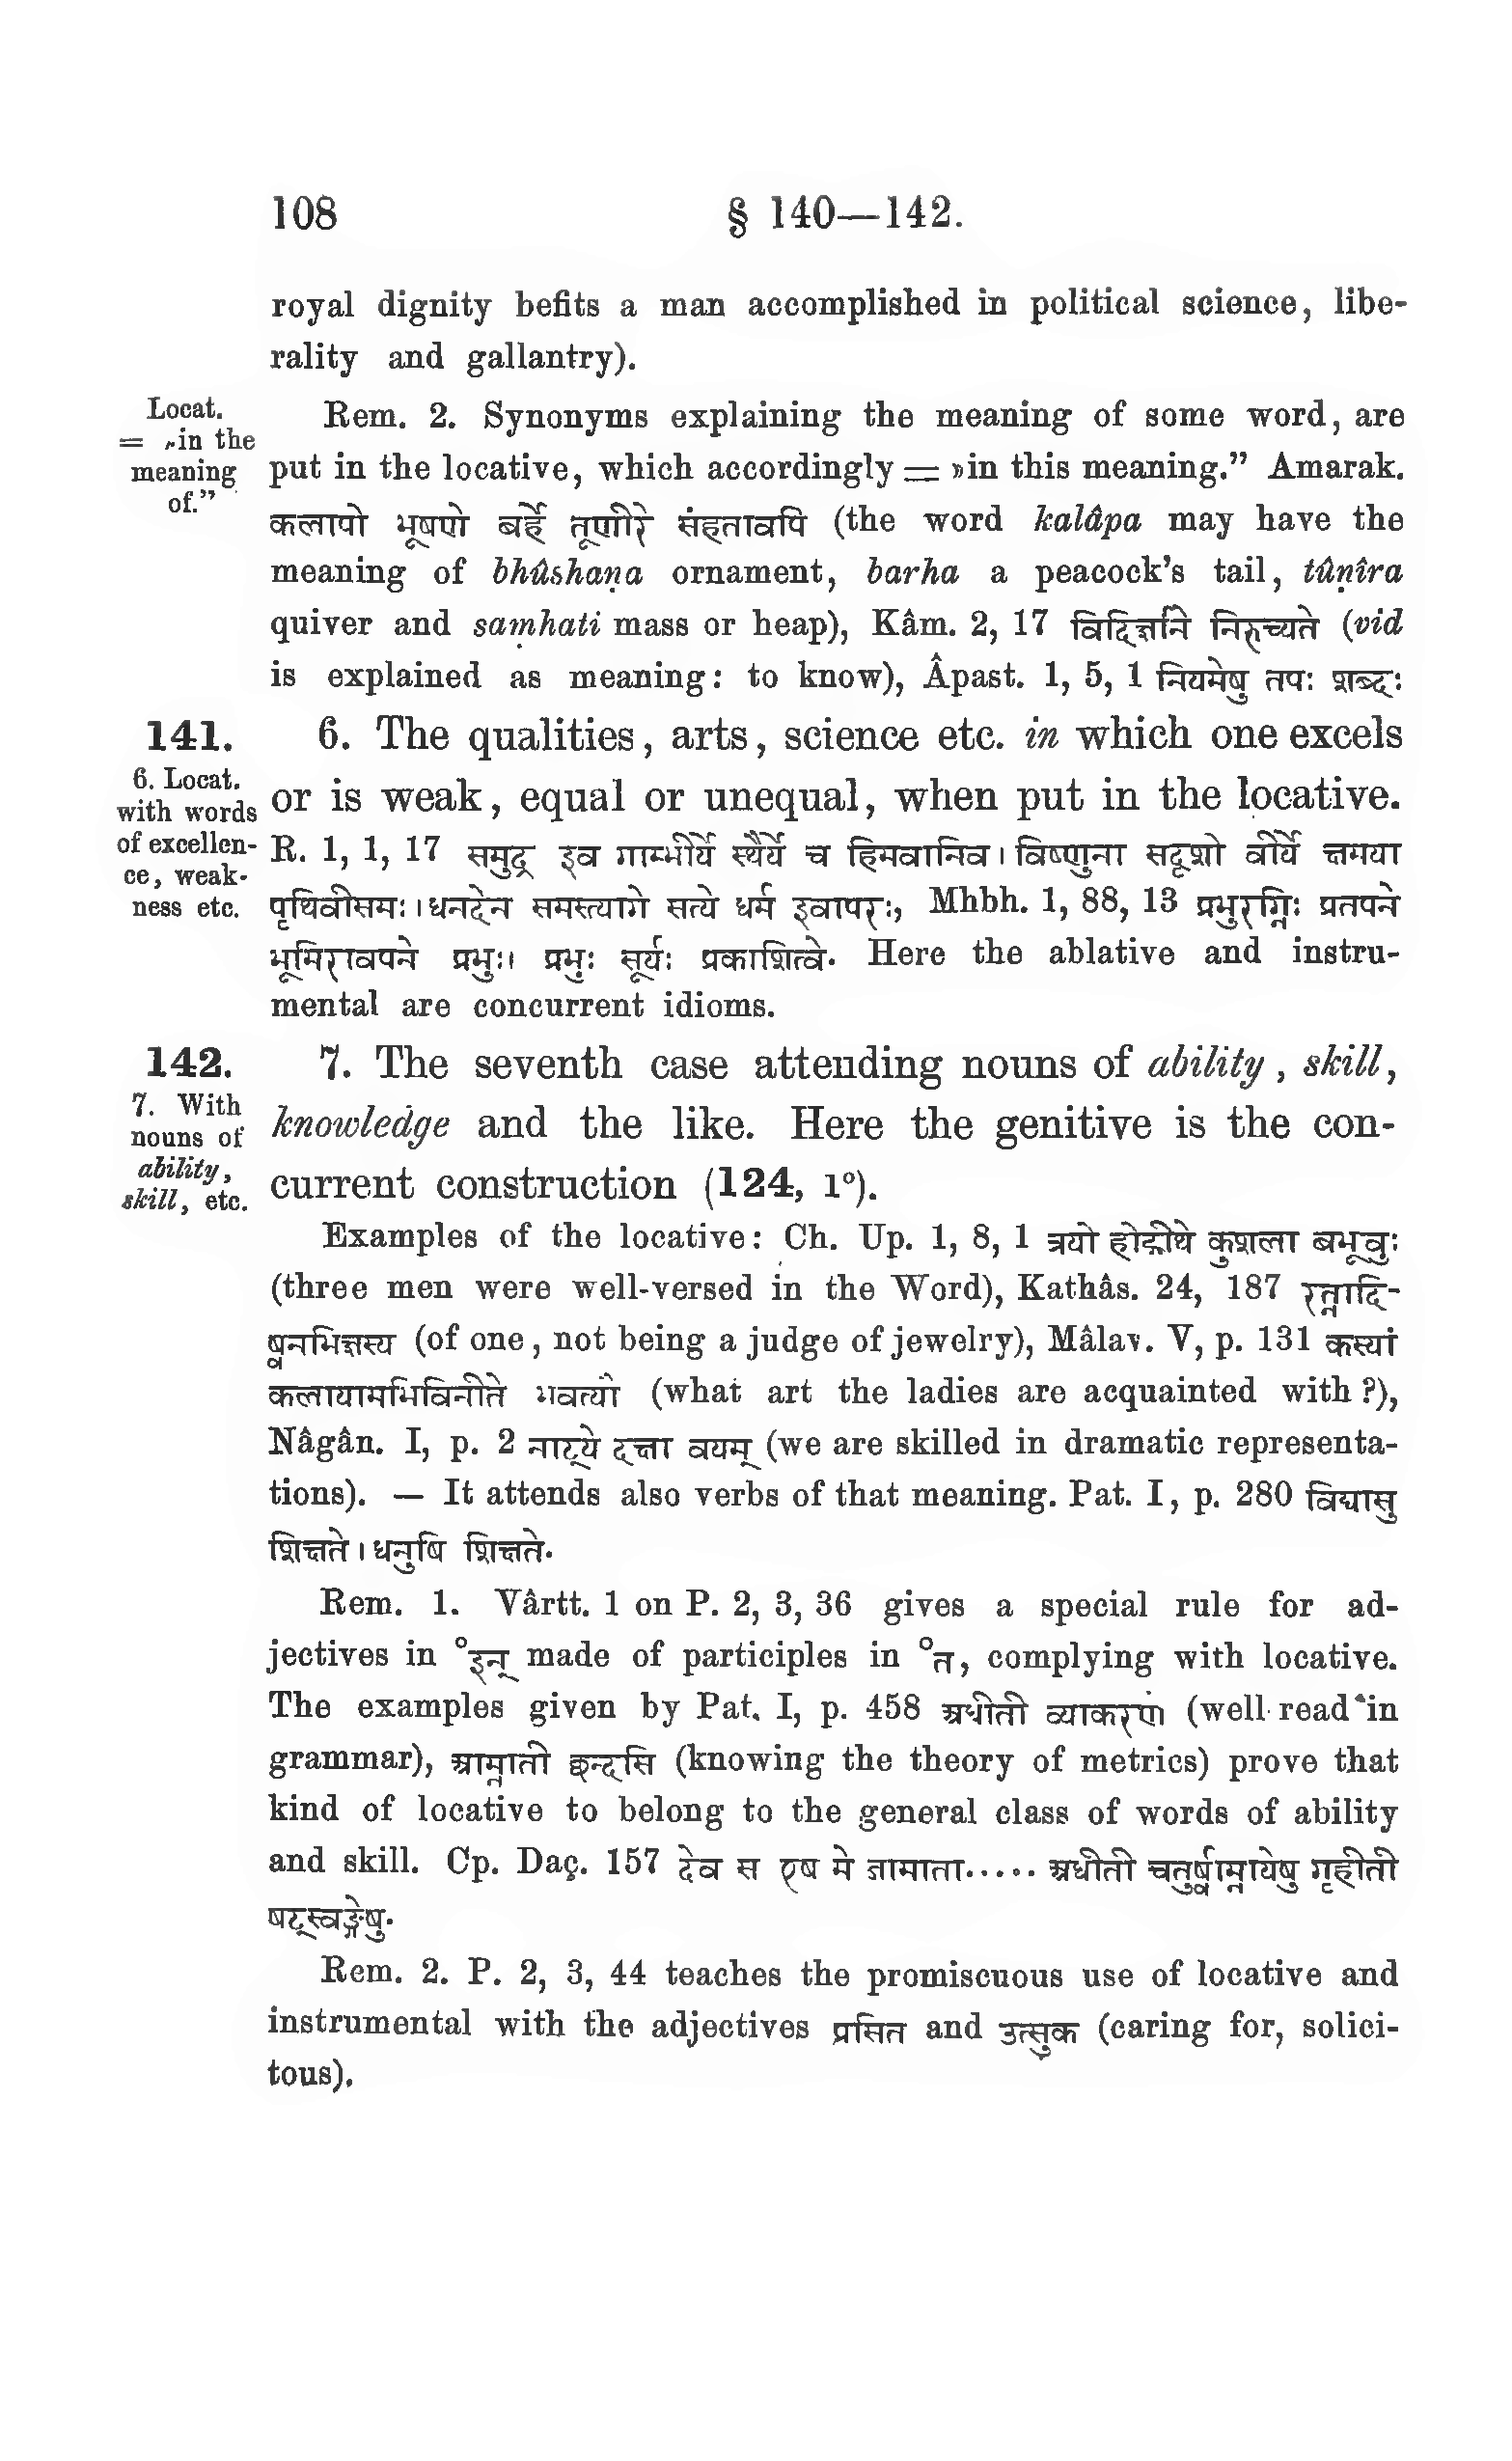 108 § 140—142.
royal dignity befits a man accomplished in political science, libe-
rality and gallantry).
Locat.
= „in the
meaning
of.”
Rem. 2. Synonyms explaining the meaning of some word, are
put in the locative, which accordingly = »in this meaning.” Amarak.
कलापो भूषणे बर्हे तूणीरे संहतावपि (the word kalâpa may have the
meaning of bhûshaṇa ornament, barha a peacock’s tail, tûṇîra
quiver and saṃhati mass or heap), Kâm. 2, 17 विदिर्ज्ञाने निरुच्यते (vid
is explained as meaning: to know), Âpast. 1, 5, 1 नियमेषु तपः शब्दः
141.
6. Locat.
with words
of excellen-
ce, weak-
ness etc.
6. The qualities, arts, science etc. in which one excels
or is weak, equal or unequal, when put in the locative.
R. 1, 1, 17 समुद्र इव गाम्भीर्ये स्थैर्ये च हिमवानिव । विष्णुना सदृशो वीर्ये क्षमया
पृथिवीसमः । धनदेन समस्त्यागे सत्ये धर्म इवापरः, Mhbh. 1, 88, 13 प्रभुरग्निः प्रतपने
भूमिरावपने प्रभुः। प्रभुः सूर्यः प्रकाशित्वे. Here the ablative and instru-
mental are concurrent idioms.
142.
7. With
nouns of
ability,
skill, etc.
7. The seventh case attending nouns of ability, skill,
knowledge and the like. Here the genitive is the con-
current construction (124, 1º).
Examples of the locative: Ch. Up. 1, 8, 1 त्रयो होद्गीथे कुशला बभूवुः
(three men were well-versed in the Word), Kathâs. 24, 187 रत्नादि-
ष्वनभिज्ञस्य (of one, not being a judge of jewelry), Mâlav. V, p. 131 कस्यां
कलायामभिविनीते भवत्यौ (what art the ladies are acquainted with?),
Nâgân. I, p. 2 नाट्ये दक्षा वयम् (we are skilled in dramatic representa-
tions). — It attends also verbs of that meaning. Pat. I, p. 280 विद्यासु
शिक्षते । धनुषि शिक्षते.
Rem. 1. Vârtt. 1 on P. 2, 3, 36 gives a special rule for ad-
jectives in °इन् made of participles in °त, complying with locative.
The examples given by Pat. I, p. 458 अधीती व्याकरणे (well read in
grammar), आम्नाती छन्दसि (knowing the theory of metrics) prove that
kind of locative to belong to the general class of words of ability
and skill. Cp. Daç. 157 देव स एष मे जामाता..... अधीती चतुर्ष्वाम्नायेषु गृहीती
षट्स्वङ्गेषु.
Rem. 2. P. 2, 3, 44 teaches the promiscuous use of locative and
instrumental with the adjectives प्रसित and उत्सुक (caring for, solici-
tous).